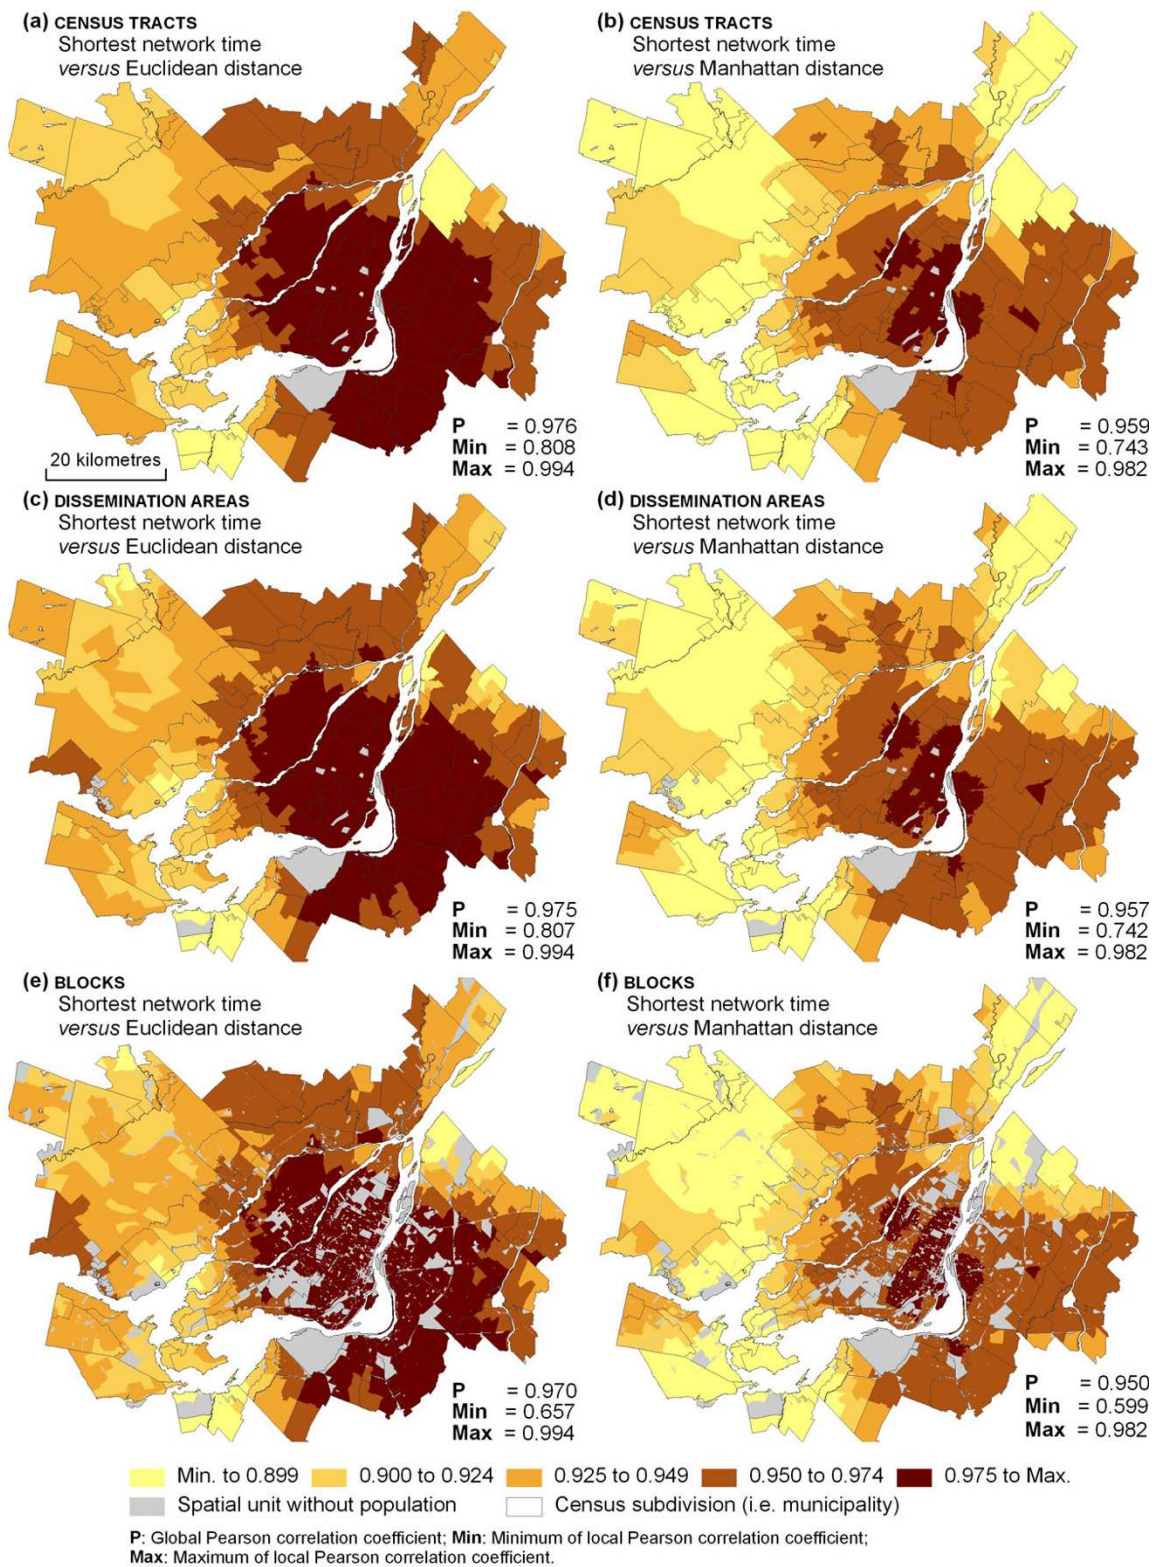 (a) CENSUS TRACTS
Shortest network time
versus Euclidean distance
P = 0.976
Min = 0.808
Max = 0.994
20 kilometres
(b) CENSUS TRACTS
Shortest network time
versus Manhattan distance
P = 0.959
Min = 0.743
Max = 0.982
(c) DISSEMINATION AREAS
Shortest network time
versus Euclidean distance
P = 0.975
Min = 0.807
Max = 0.994
(d) DISSEMINATION AREAS
Shortest network time
versus Manhattan distance
P = 0.957
Min = 0.742
Max = 0.982
(e) BLOCKS
Shortest network time
versus Euclidean distance
P = 0.970
Min = 0.657
Max = 0.994
(f) BLOCKS
Shortest network time
versus Manhattan distance
P = 0.950
Min = 0.599
Max = 0.982
Min. to 0.899 0.900 to 0.924 0.925 to 0.949 0.950 to 0.974 0.975 to Max.
Spatial unit without population Census subdivision (i.e. municipality)
P: Global Pearson correlation coefficient; Min: Minimum of local Pearson correlation coefficient;
Max: Maximum of local Pearson correlation coefficient.